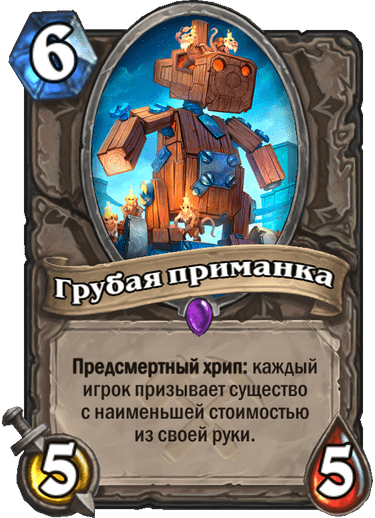 6
Грубая приманка
Предсмертный хрип: каждый
игрок призывает существо
с наименьшей стоимостью
из своей руки.
5
5